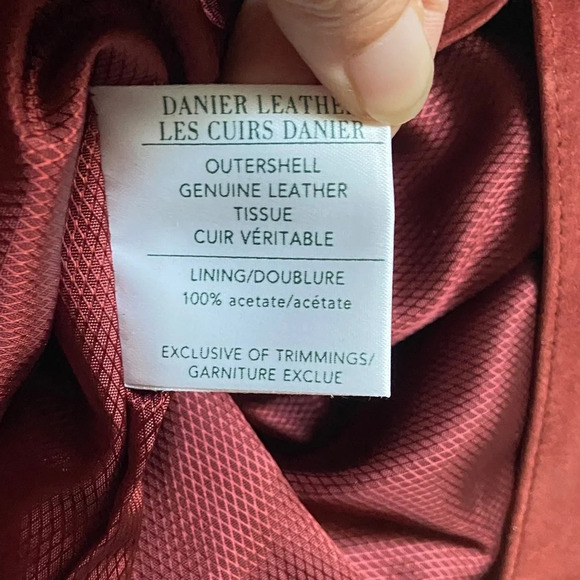 DANIER LEATHER
LES CUIRS DANIER
OUTERSHELL
GENUINE LEATHER
TISSUE
CUIR VÉRITABLE
LINING/DOUBLURE
100% acetate/acétate
EXCLUSIVE OF TRIMMINGS/
GARNITURE EXCLUE